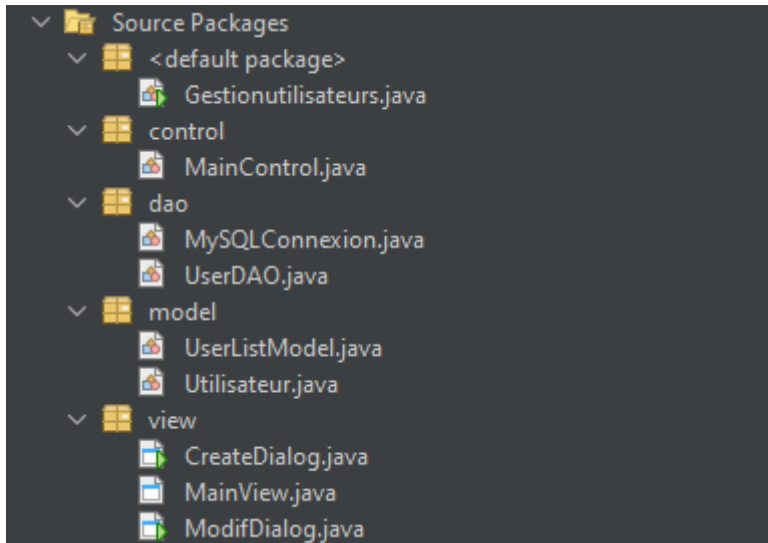 Source Packages
<default package>
Gestionutilisateurs.java
control
MainControl.java
dao
MySQLConnexion.java
UserDAO.java
model
UserListModel.java
Utilisateur.java
view
CreateDialog.java
MainView.java
ModifDialog.java